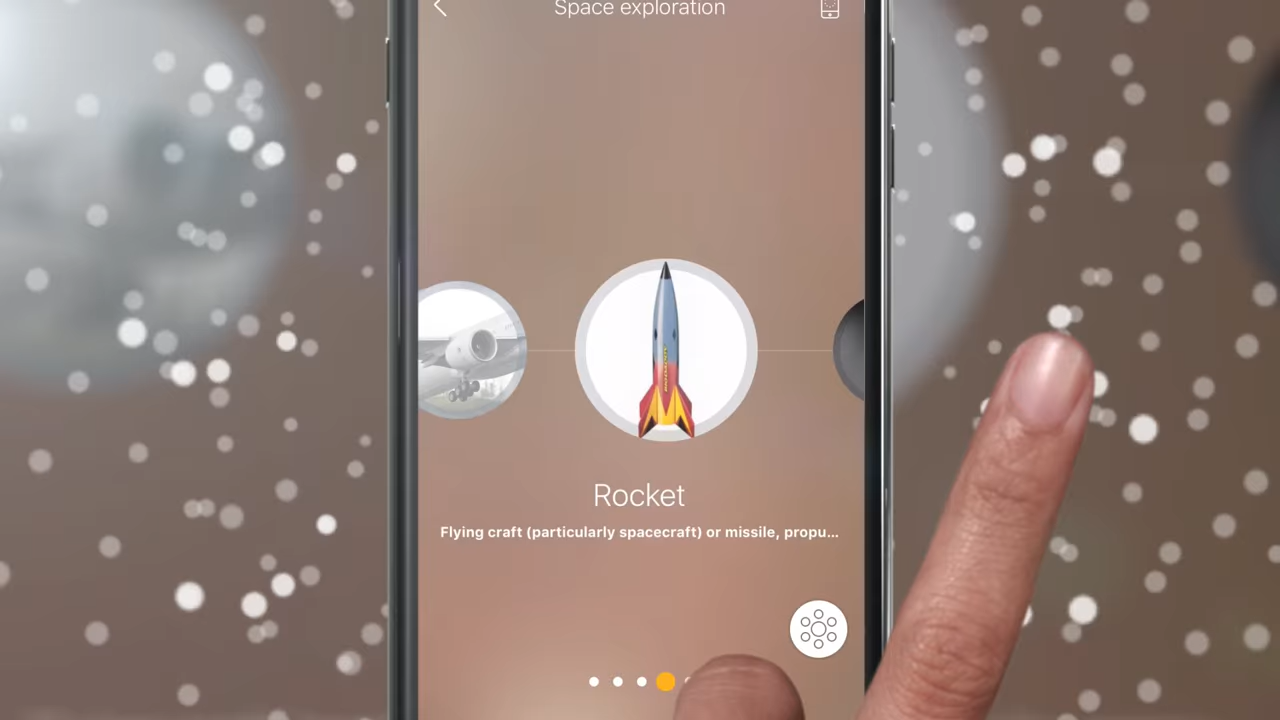 Space exploration
Rocket
Flying craft (particularly spacecraft) or missile, propu...